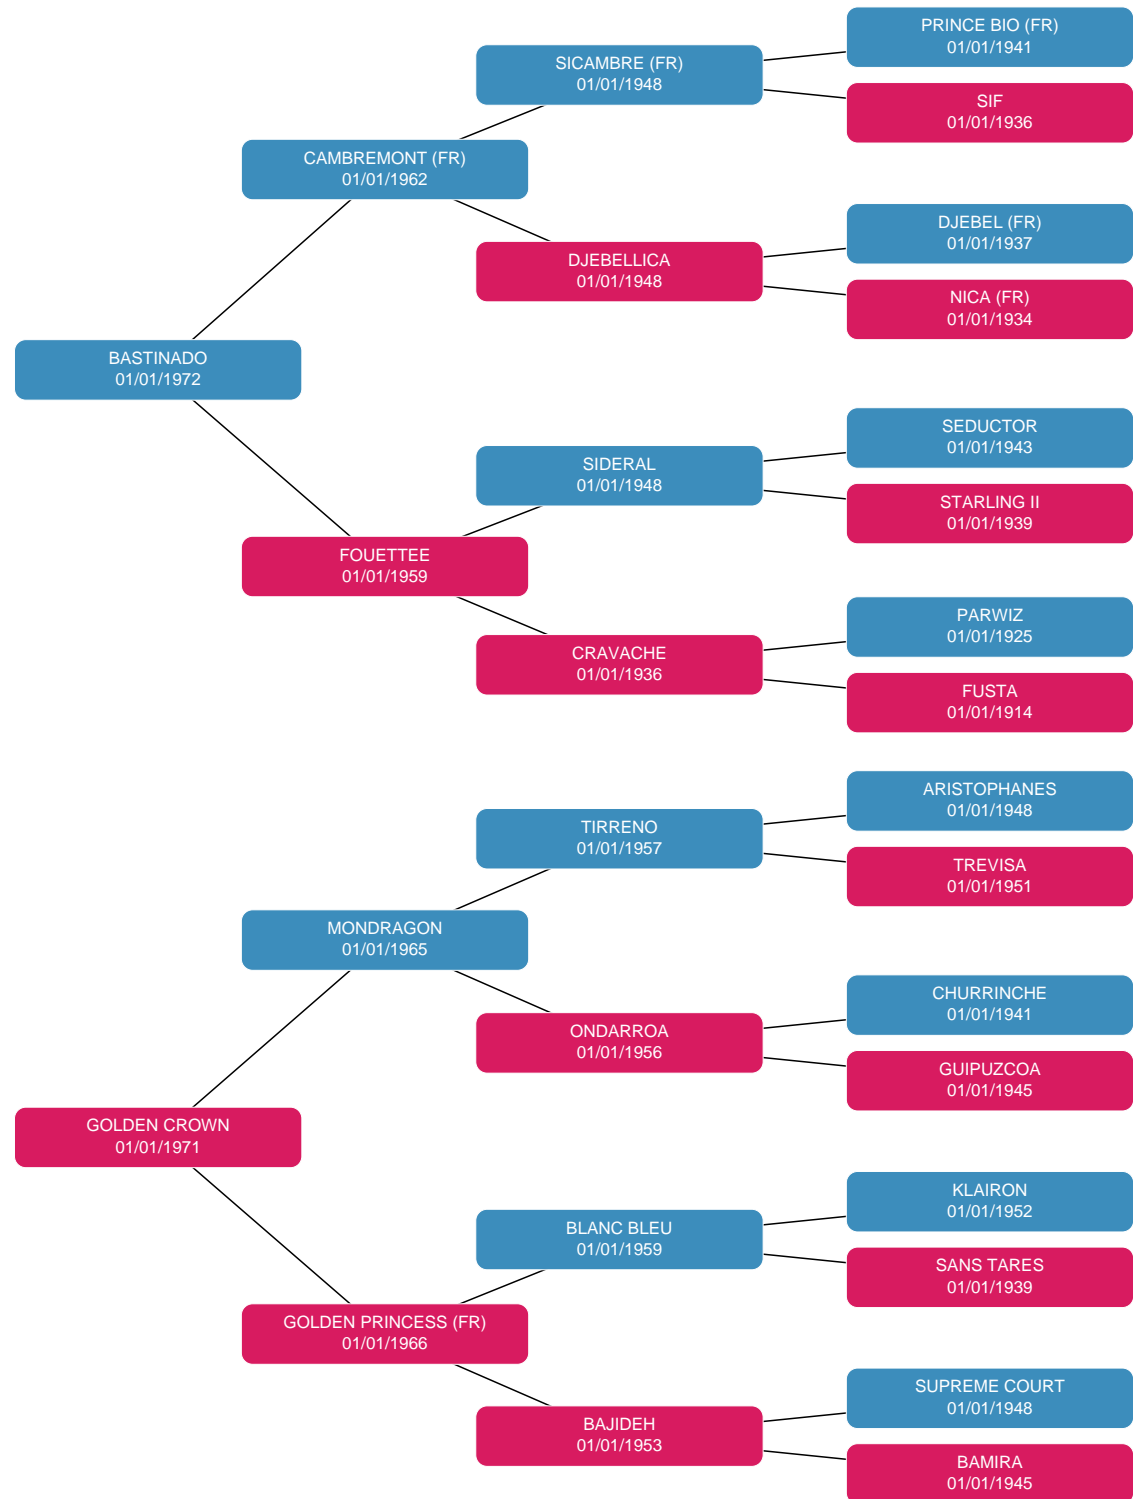 PRINCE BIO (FR)
01/01/1941
SICAMBRE (FR)
01/01/1948
SIF
01/01/1936
CAMBREMONT (FR)
01/01/1962
DJEBEL (FR)
01/01/1937
DJEBELLICA
01/01/1948
NICA (FR)
01/01/1934
BASTINADO
01/01/1972
SEDUCTOR
01/01/1943
SIDERAL
01/01/1948
STARLING II
01/01/1939
FOUETTEE
01/01/1959
PARWIZ
01/01/1925
CRAVACHE
01/01/1936
FUSTA
01/01/1914
ARISTOPHANES
01/01/1948
TIRRENO
01/01/1957
TREVISA
01/01/1951
MONDRAGON
01/01/1965
CHURRINCHE
01/01/1941
ONDARROA
01/01/1956
GUIPUZCOA
01/01/1945
GOLDEN CROWN
01/01/1971
KLAIRON
01/01/1952
BLANC BLEU
01/01/1959
SANS TARES
01/01/1939
GOLDEN PRINCESS (FR)
01/01/1966
SUPREME COURT
01/01/1948
BAJIDEH
01/01/1953
BAMIRA
01/01/1945